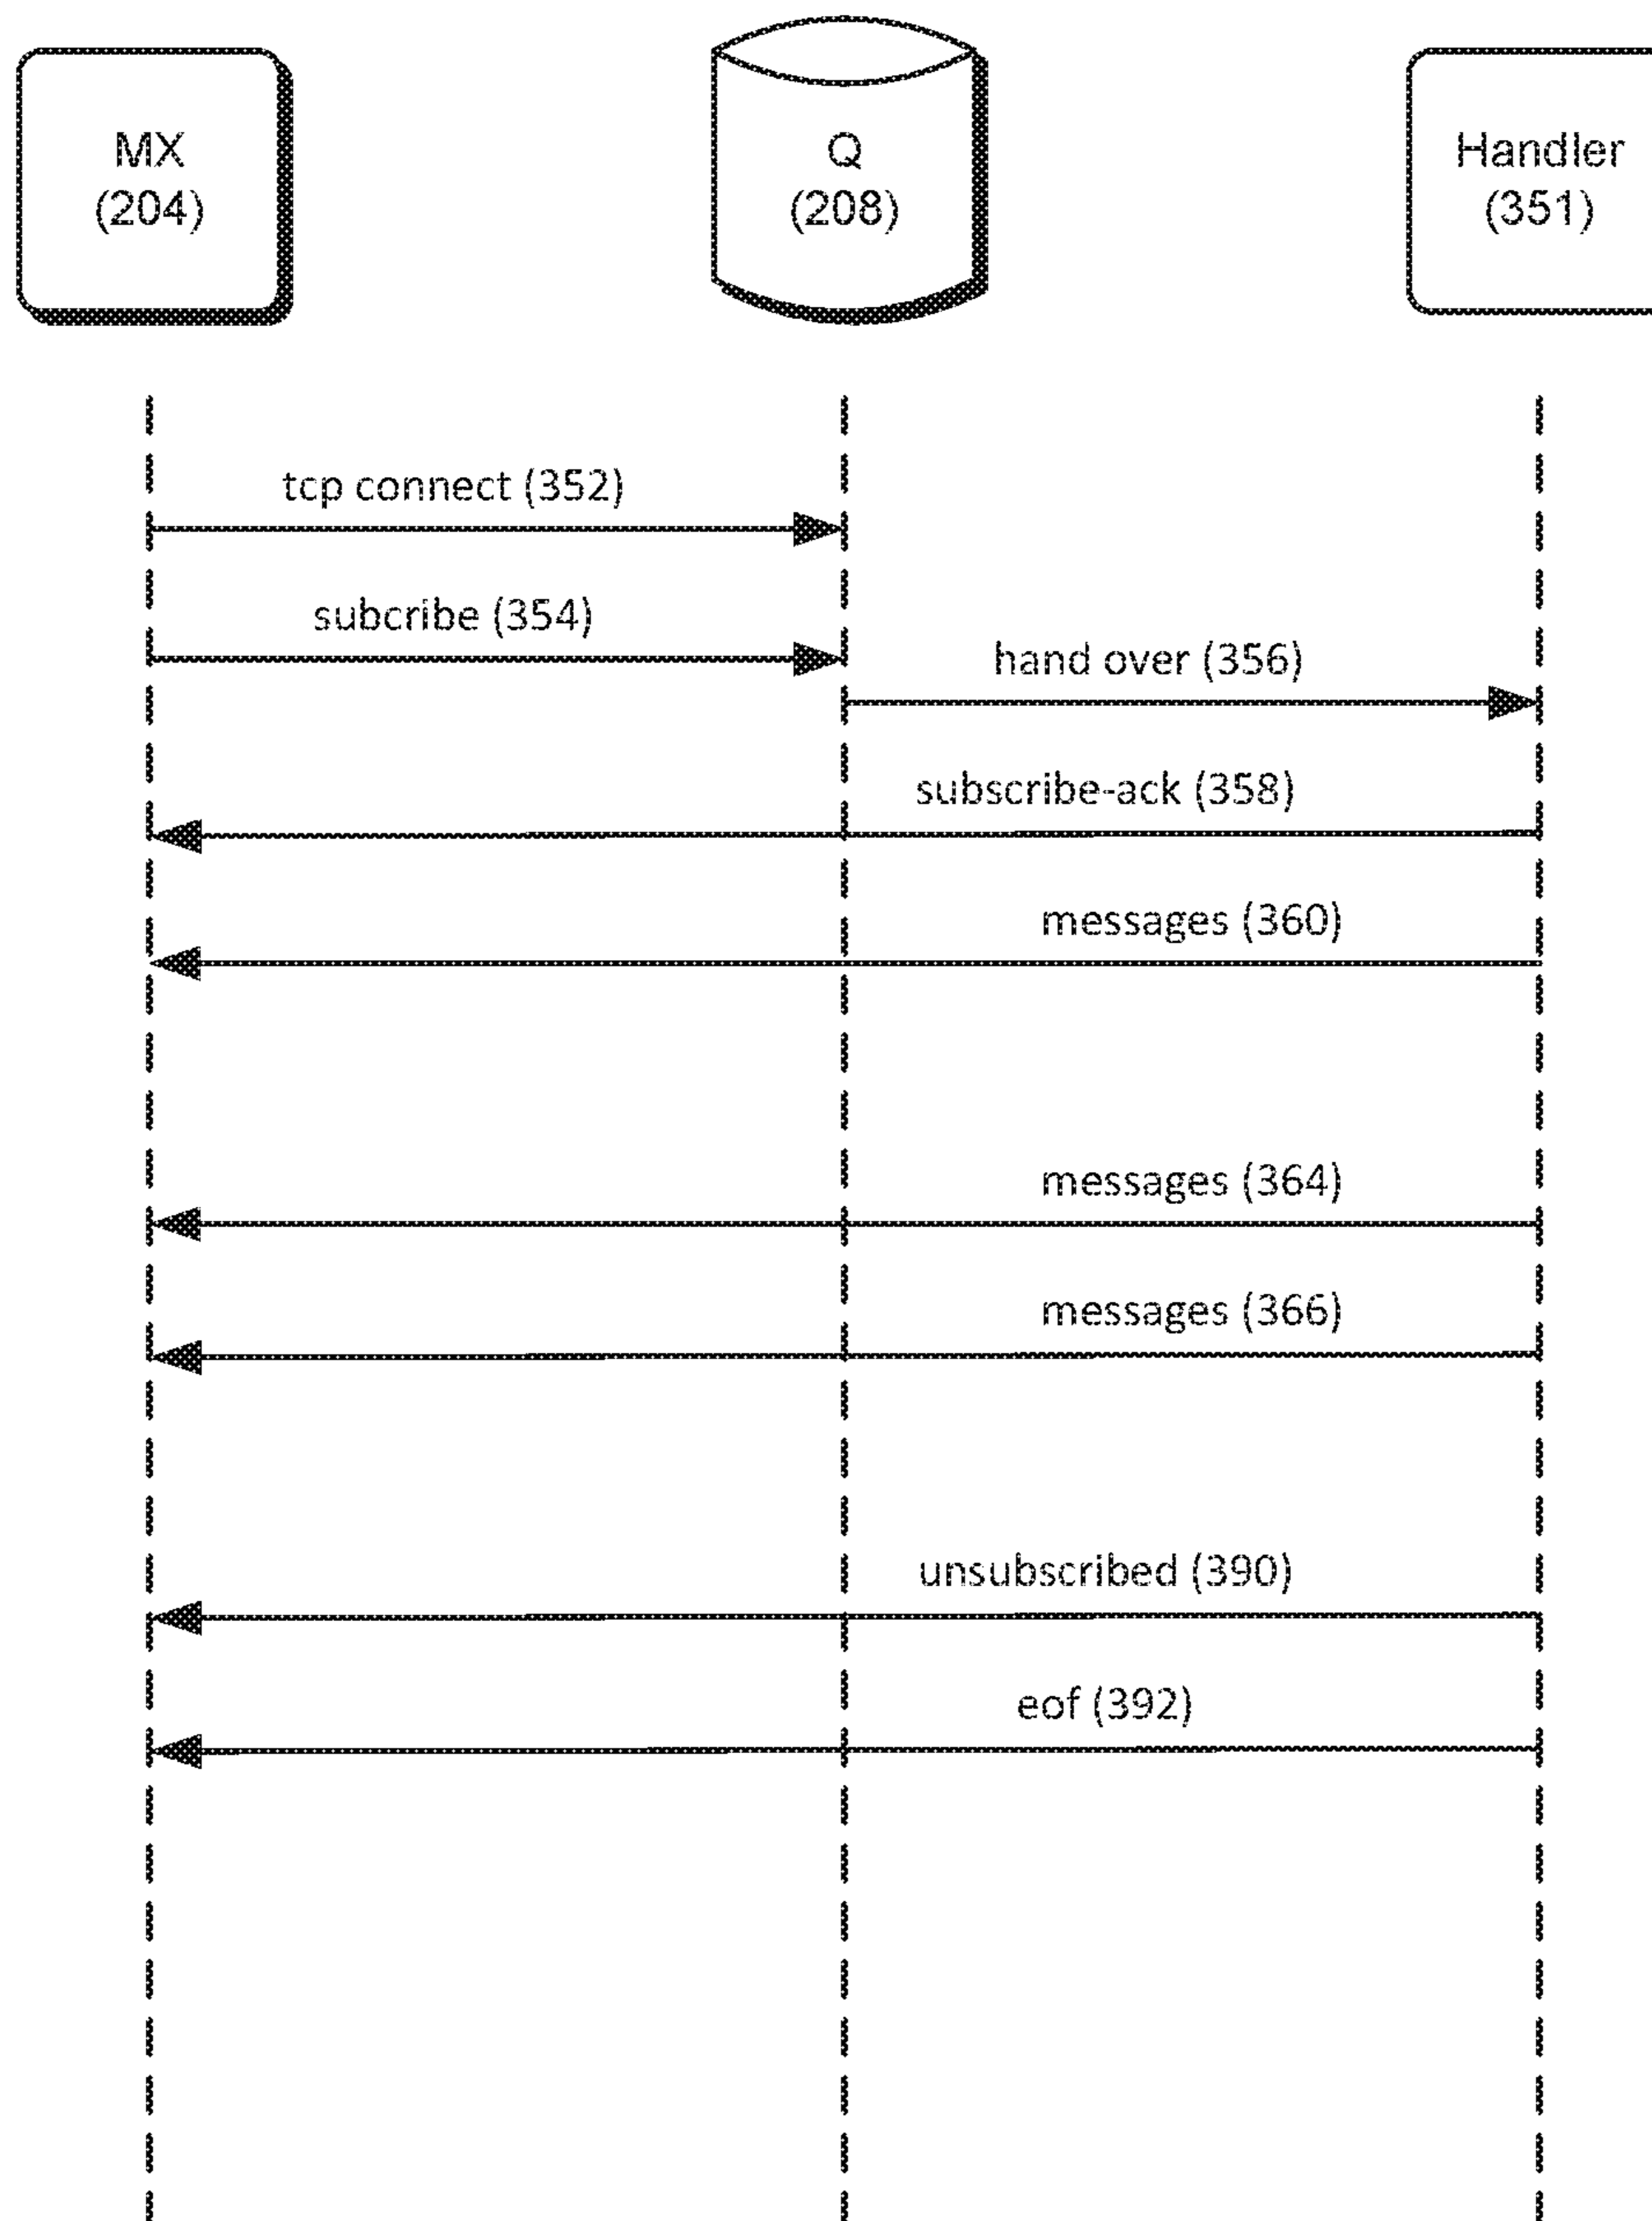 MX
(204)
Q
(208)
Handler
(351)
tcp connect (352)
subcribe (354)
hand over (356)
subscribe-ack (358)
messages (360)
messages (364)
messages (366)
unsubscribed (390)
eof (392)